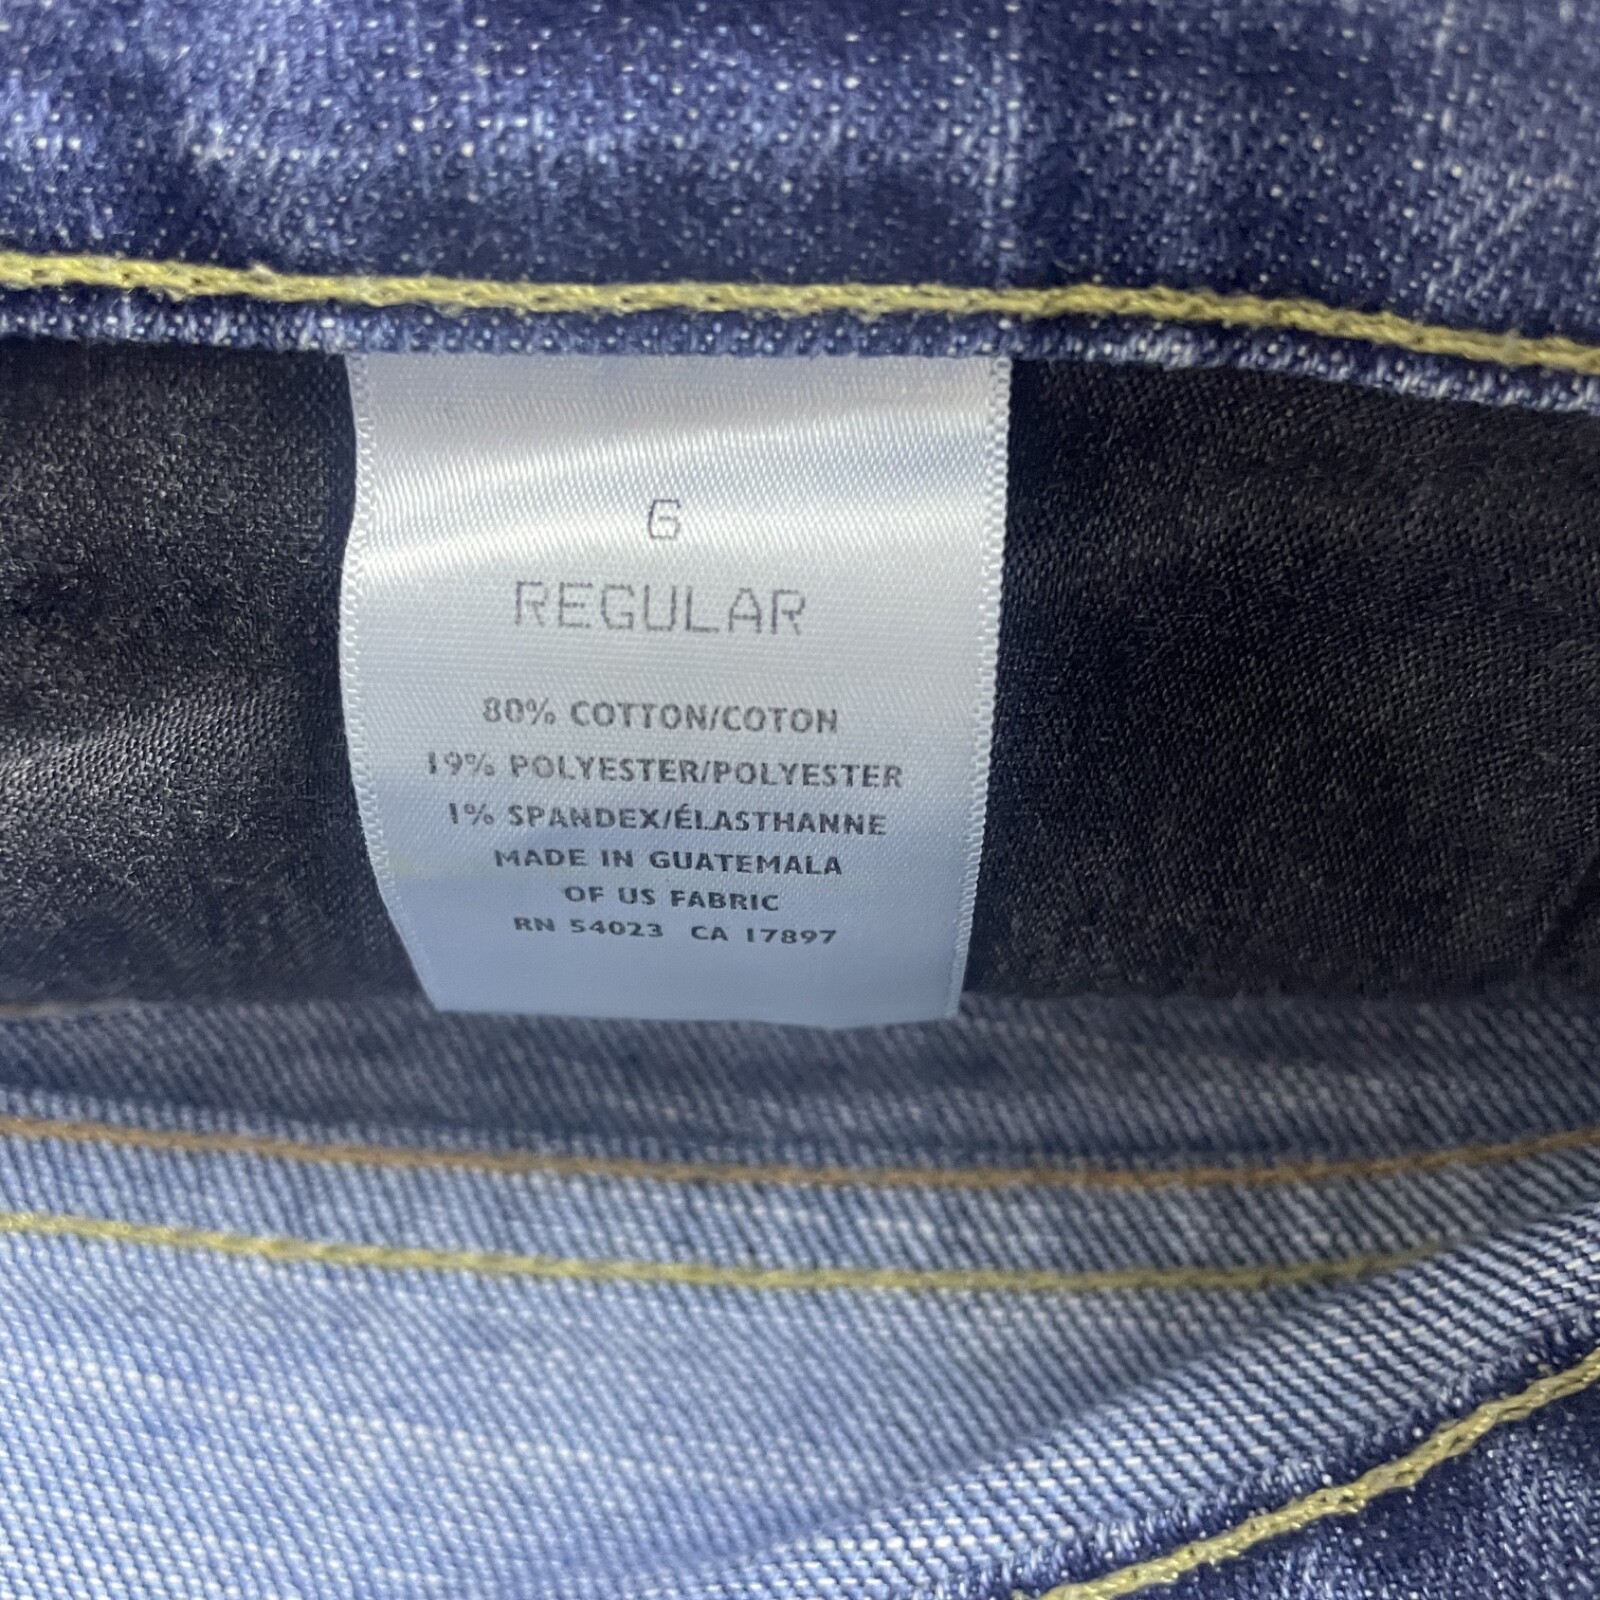 6
REGULAR
80% COTTON/COTON
19% POLYESTER/POLYESTER
1% SPANDEX/ÉLASTHANNE
MADE IN GUATEMALA
OF US FABRIC
RN 54023 CA 17897